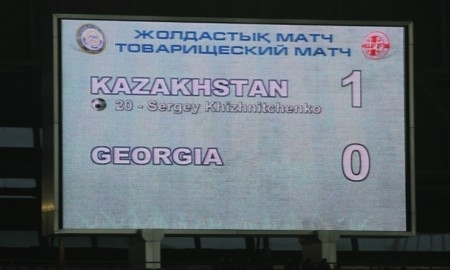 ЖОЛДАСТЫҚ МАТЧ
ТОВАРИЩЕСКИЙ МАТЧ
KAZAKHSTAN 1
20 - Sergey Khizhnitchenko
GEORGIA 0